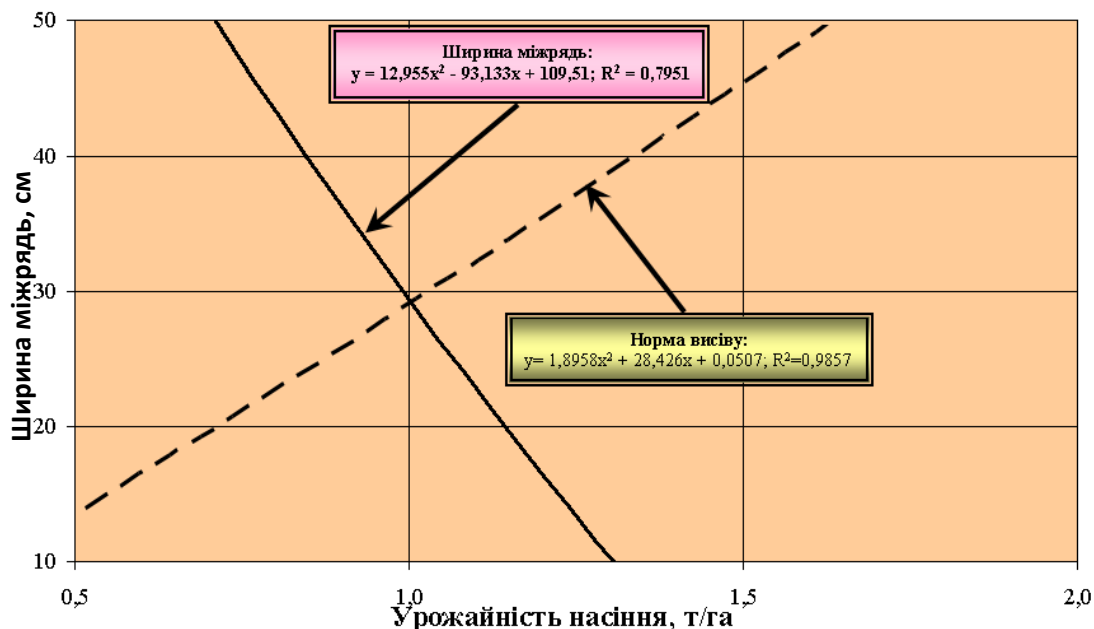 50
Ширина міжрядь:
y = 12,955x² - 93,133x + 109,51; R² = 0,7951
40
Ширина міжрядь, см
30
Норма висіву:
y= 1,8958x² + 28,426x + 0,0507; R²=0,9857
20
10
0,5 1,0 1,5 2,0
Урожайність насіння, т/га